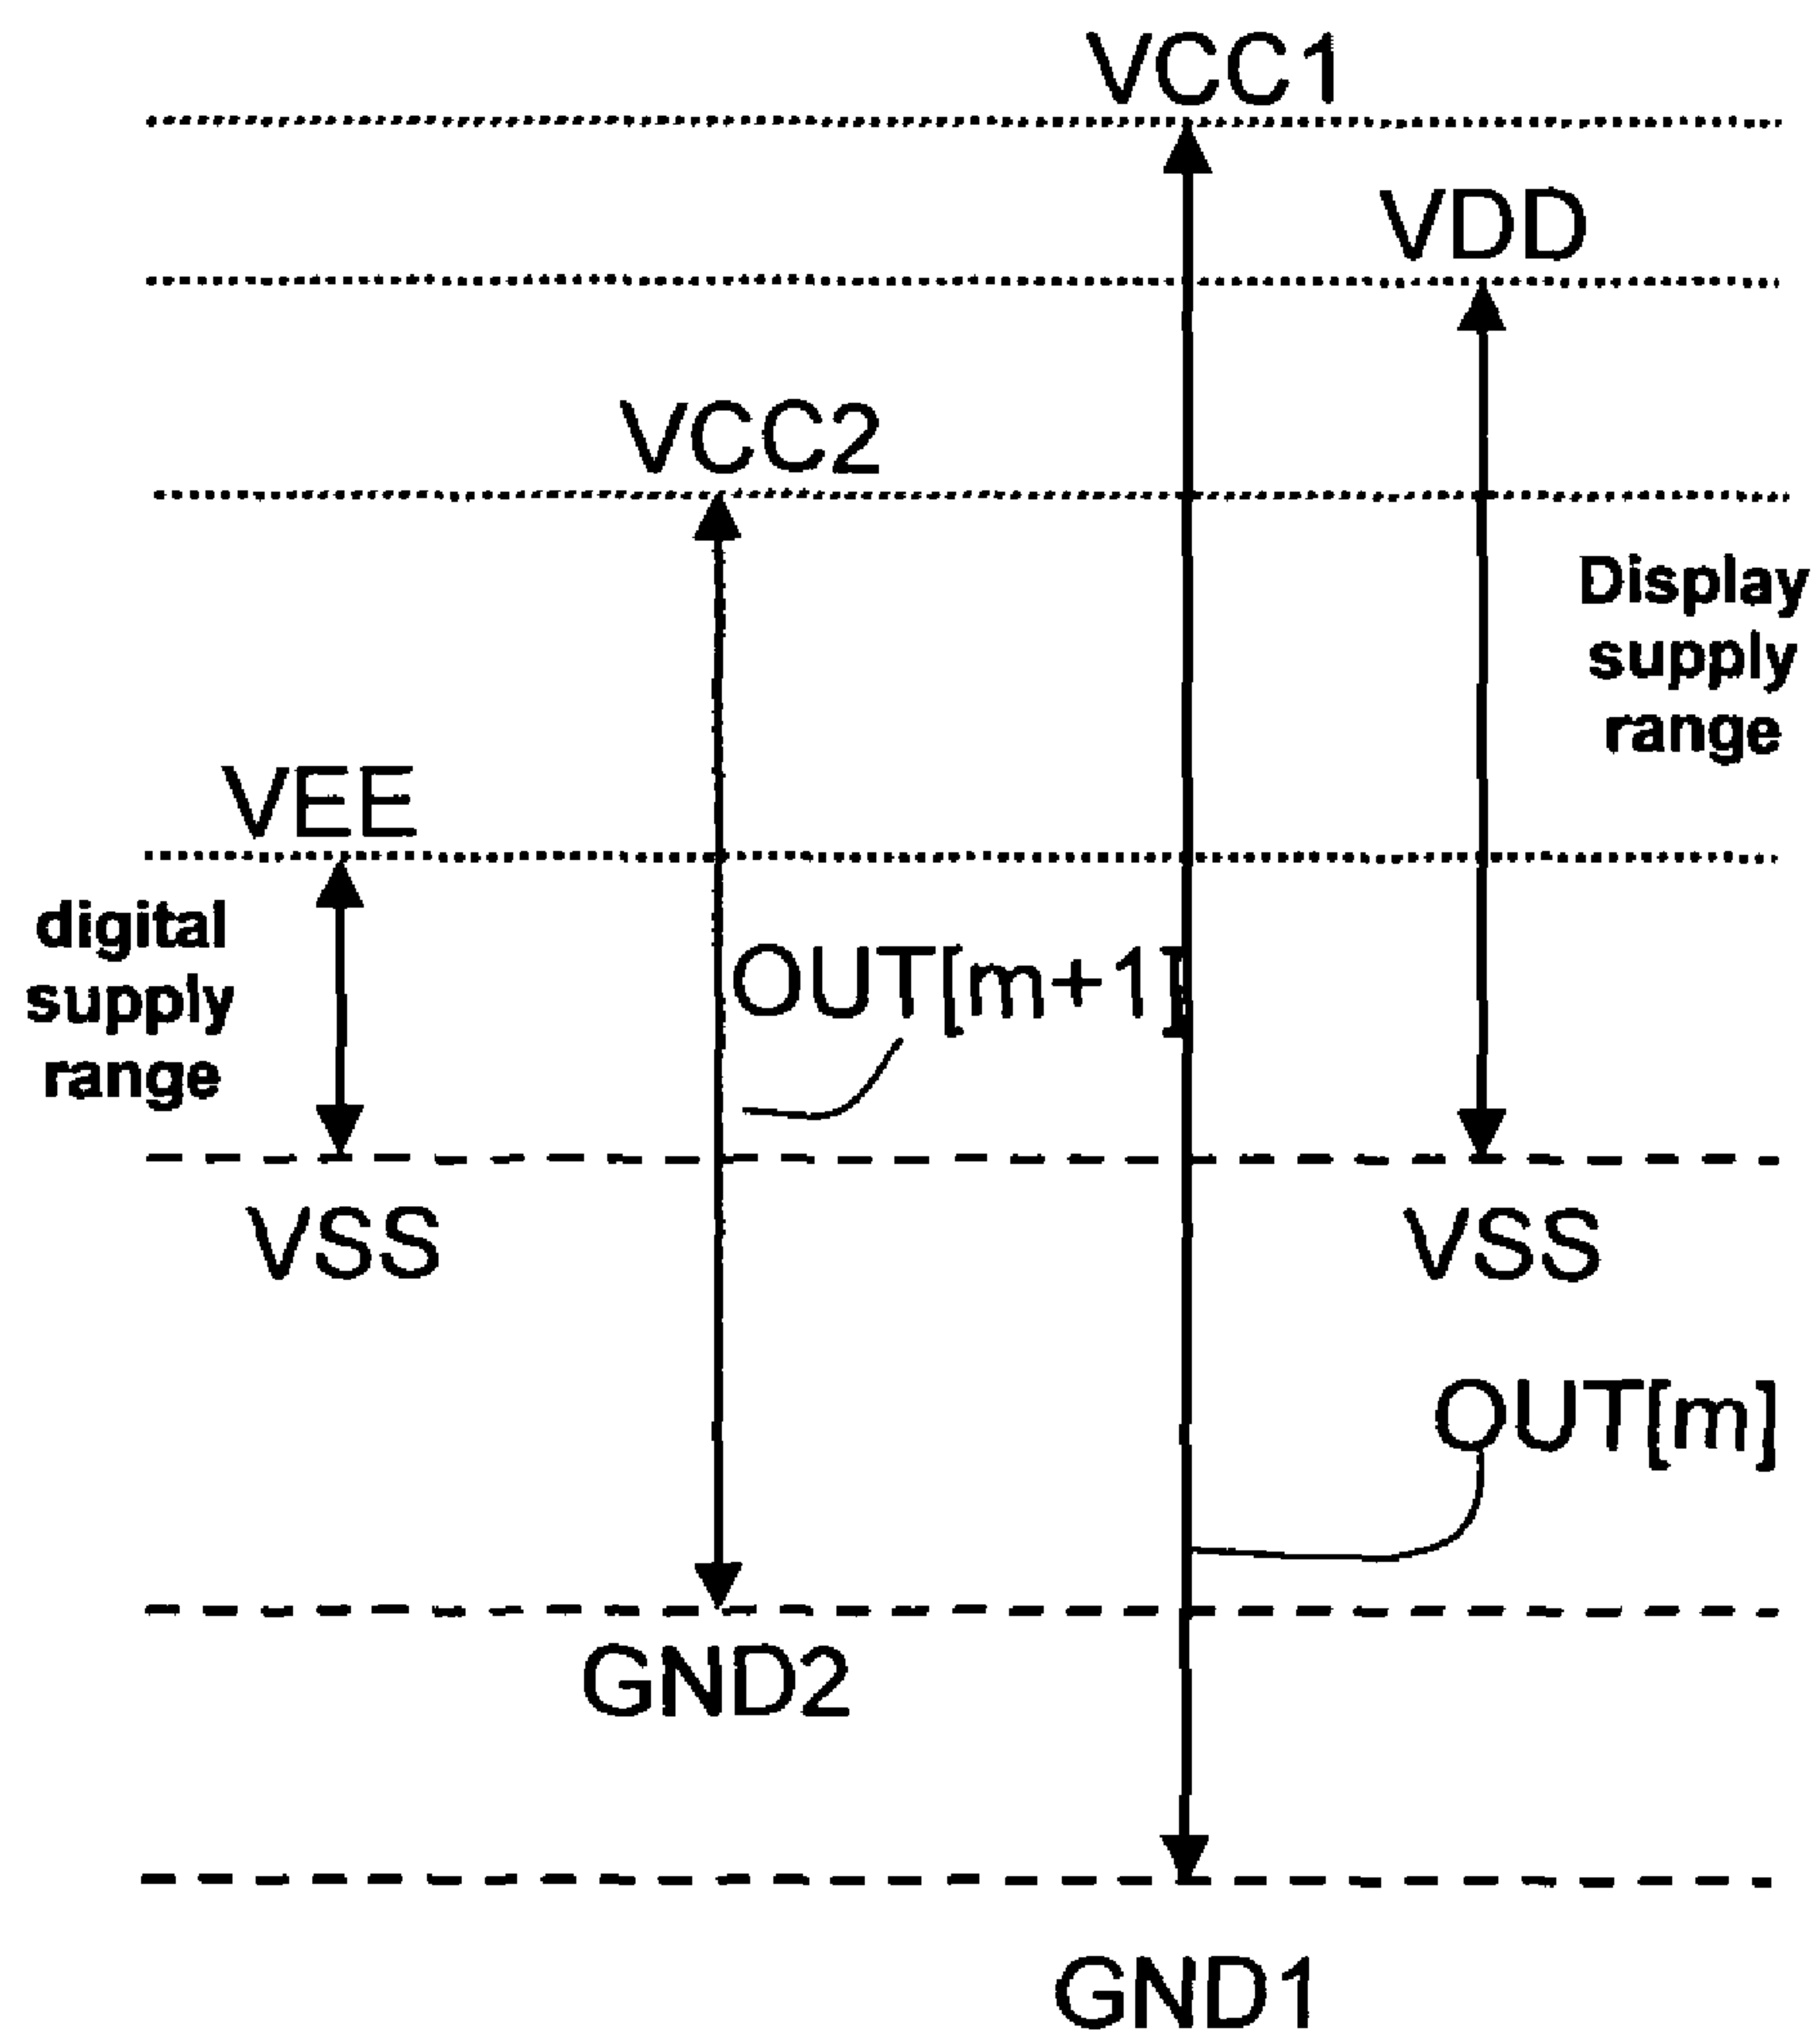 VCC1
VDD
VCC2
Display
supply
range
VEE
digital
supply
range
OUT[m+1]
VSS
VSS
OUT[m]
GND2
GND1